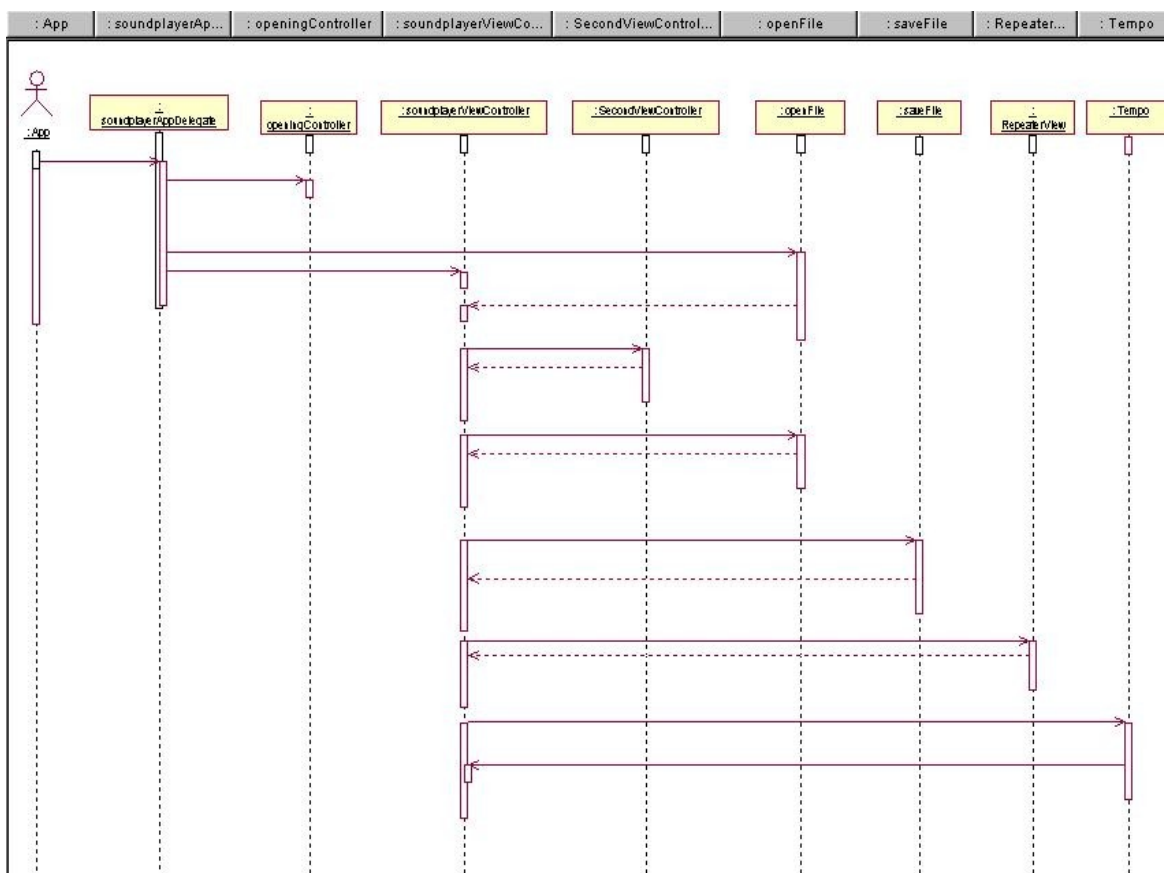 : App
: soundplayerAp...
: openingController
: soundplayerViewCo...
: SecondViewControl...
: openFile
: saveFile
: Repeater...
: Tempo
: App
:
soundplayerAppDelegate
:
openingController
: soundplayerViewController
: SecondViewController
: openFile
: saveFile
:
RepeaterView
: Tempo